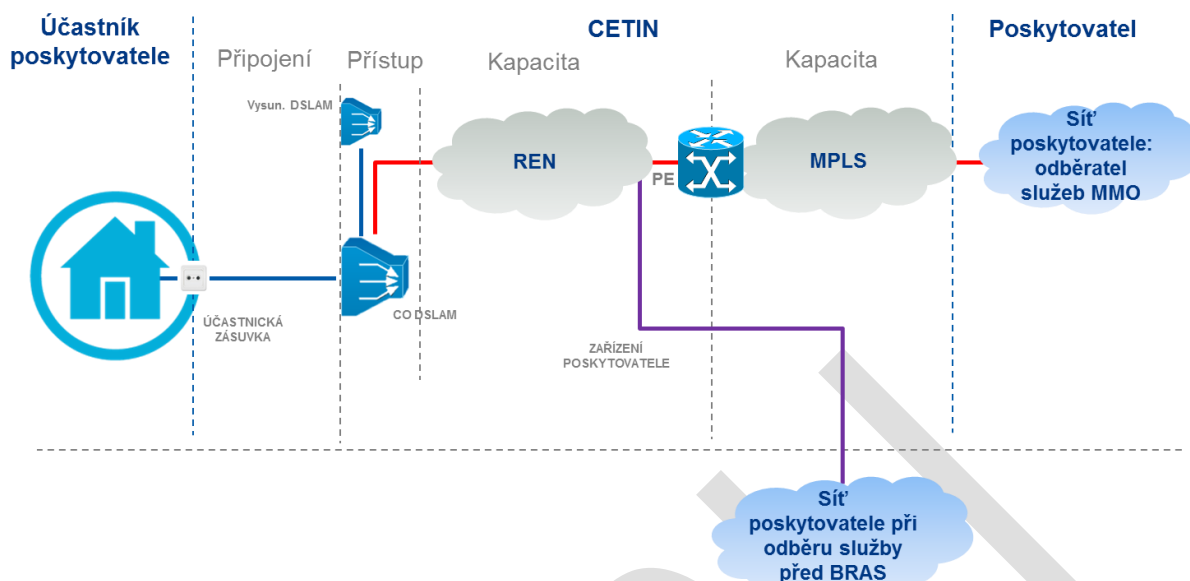 Účastník
poskytovatele
CETIN
Poskytovatel
Připojení
Přístup
Kapacita
Kapacita
Vysun. DSLAM
REN
PE
MPLS
Síť
poskytovatele:
odběratel
služeb MMO
ÚČASTNICKÁ
ZÁSUVKA
CO DSLAM
ZAŘÍZENÍ
POSKYTOVATELE
Síť
poskytovatele při
odběru služby
před BRAS